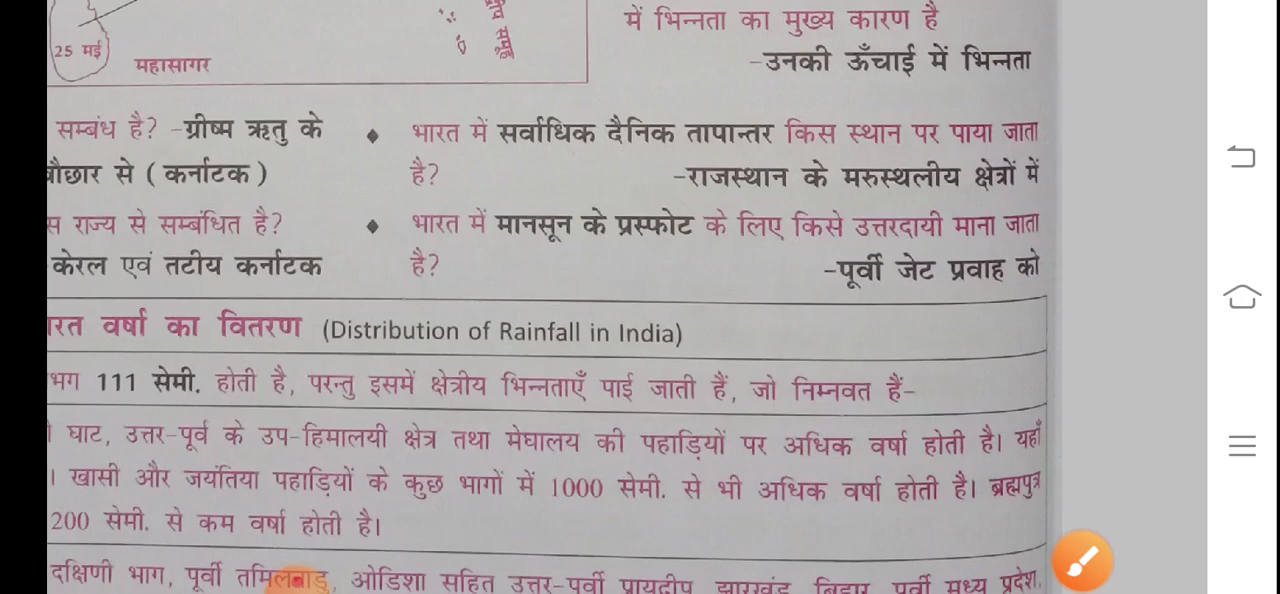 25 मई
महासागर
में भिन्नता का मुख्य कारण है
-उनकी ऊँचाई में भिन्नता
सम्बंध है? -ग्रीष्म ऋतु के
बौछार से ( कर्नाटक )
स राज्य से सम्बंधित है?
केरल एवं तटीय कर्नाटक
♦ भारत में सर्वाधिक दैनिक तापान्तर किस स्थान पर पाया जाता
है? -राजस्थान के मरुस्थलीय क्षेत्रों में
♦ भारत में मानसून के प्रस्फोट के लिए किसे उत्तरदायी माना जाता
है? -पूर्वी जेट प्रवाह को
रत वर्षा का वितरण (Distribution of Rainfall in India)
भग 111 सेमी. होती है, परन्तु इसमें क्षेत्रीय भिन्नताएँ पाई जाती हैं, जो निम्नवत हैं-
घाट, उत्तर-पूर्व के उप-हिमालयी क्षेत्र तथा मेघालय की पहाड़ियों पर अधिक वर्षा होती है। यहाँ
। खासी और जयंतिया पहाड़ियों के कुछ भागों में 1000 सेमी. से भी अधिक वर्षा होती है। ब्रह्मपुत्र
200 सेमी. से कम वर्षा होती है।
दक्षिणी भाग, पूर्वी तमिलनाडु, ओडिशा सहित उत्तर-पूर्वी प्रायद्वीप झारखंड, बिहार, पूर्वी मध्य प्रदेश,